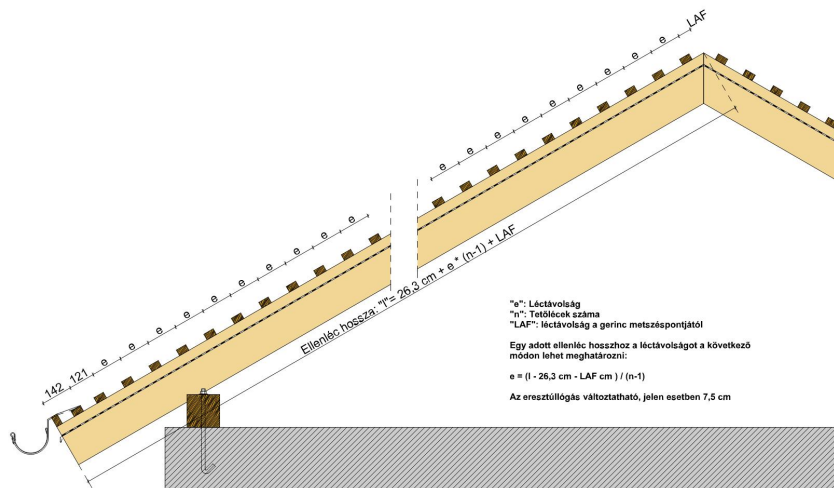 LAF
e e e e e e e e e
e e e e e e e e e
142 121
Ellenléc hossza: "l"= 26,3 cm + e * (n-1) + LAF
"e": Léctávolság
"n": Tetőlécek száma
"LAF": léctávolság a gerinc metszéspontjától
Egy adott ellenléc hosszhoz a léctávolságot a következő
módon lehet meghatározni:
e = (l - 26,3 cm - LAF cm ) / (n-1)
Az eresztúllógás változtatható, jelen esetben 7,5 cm